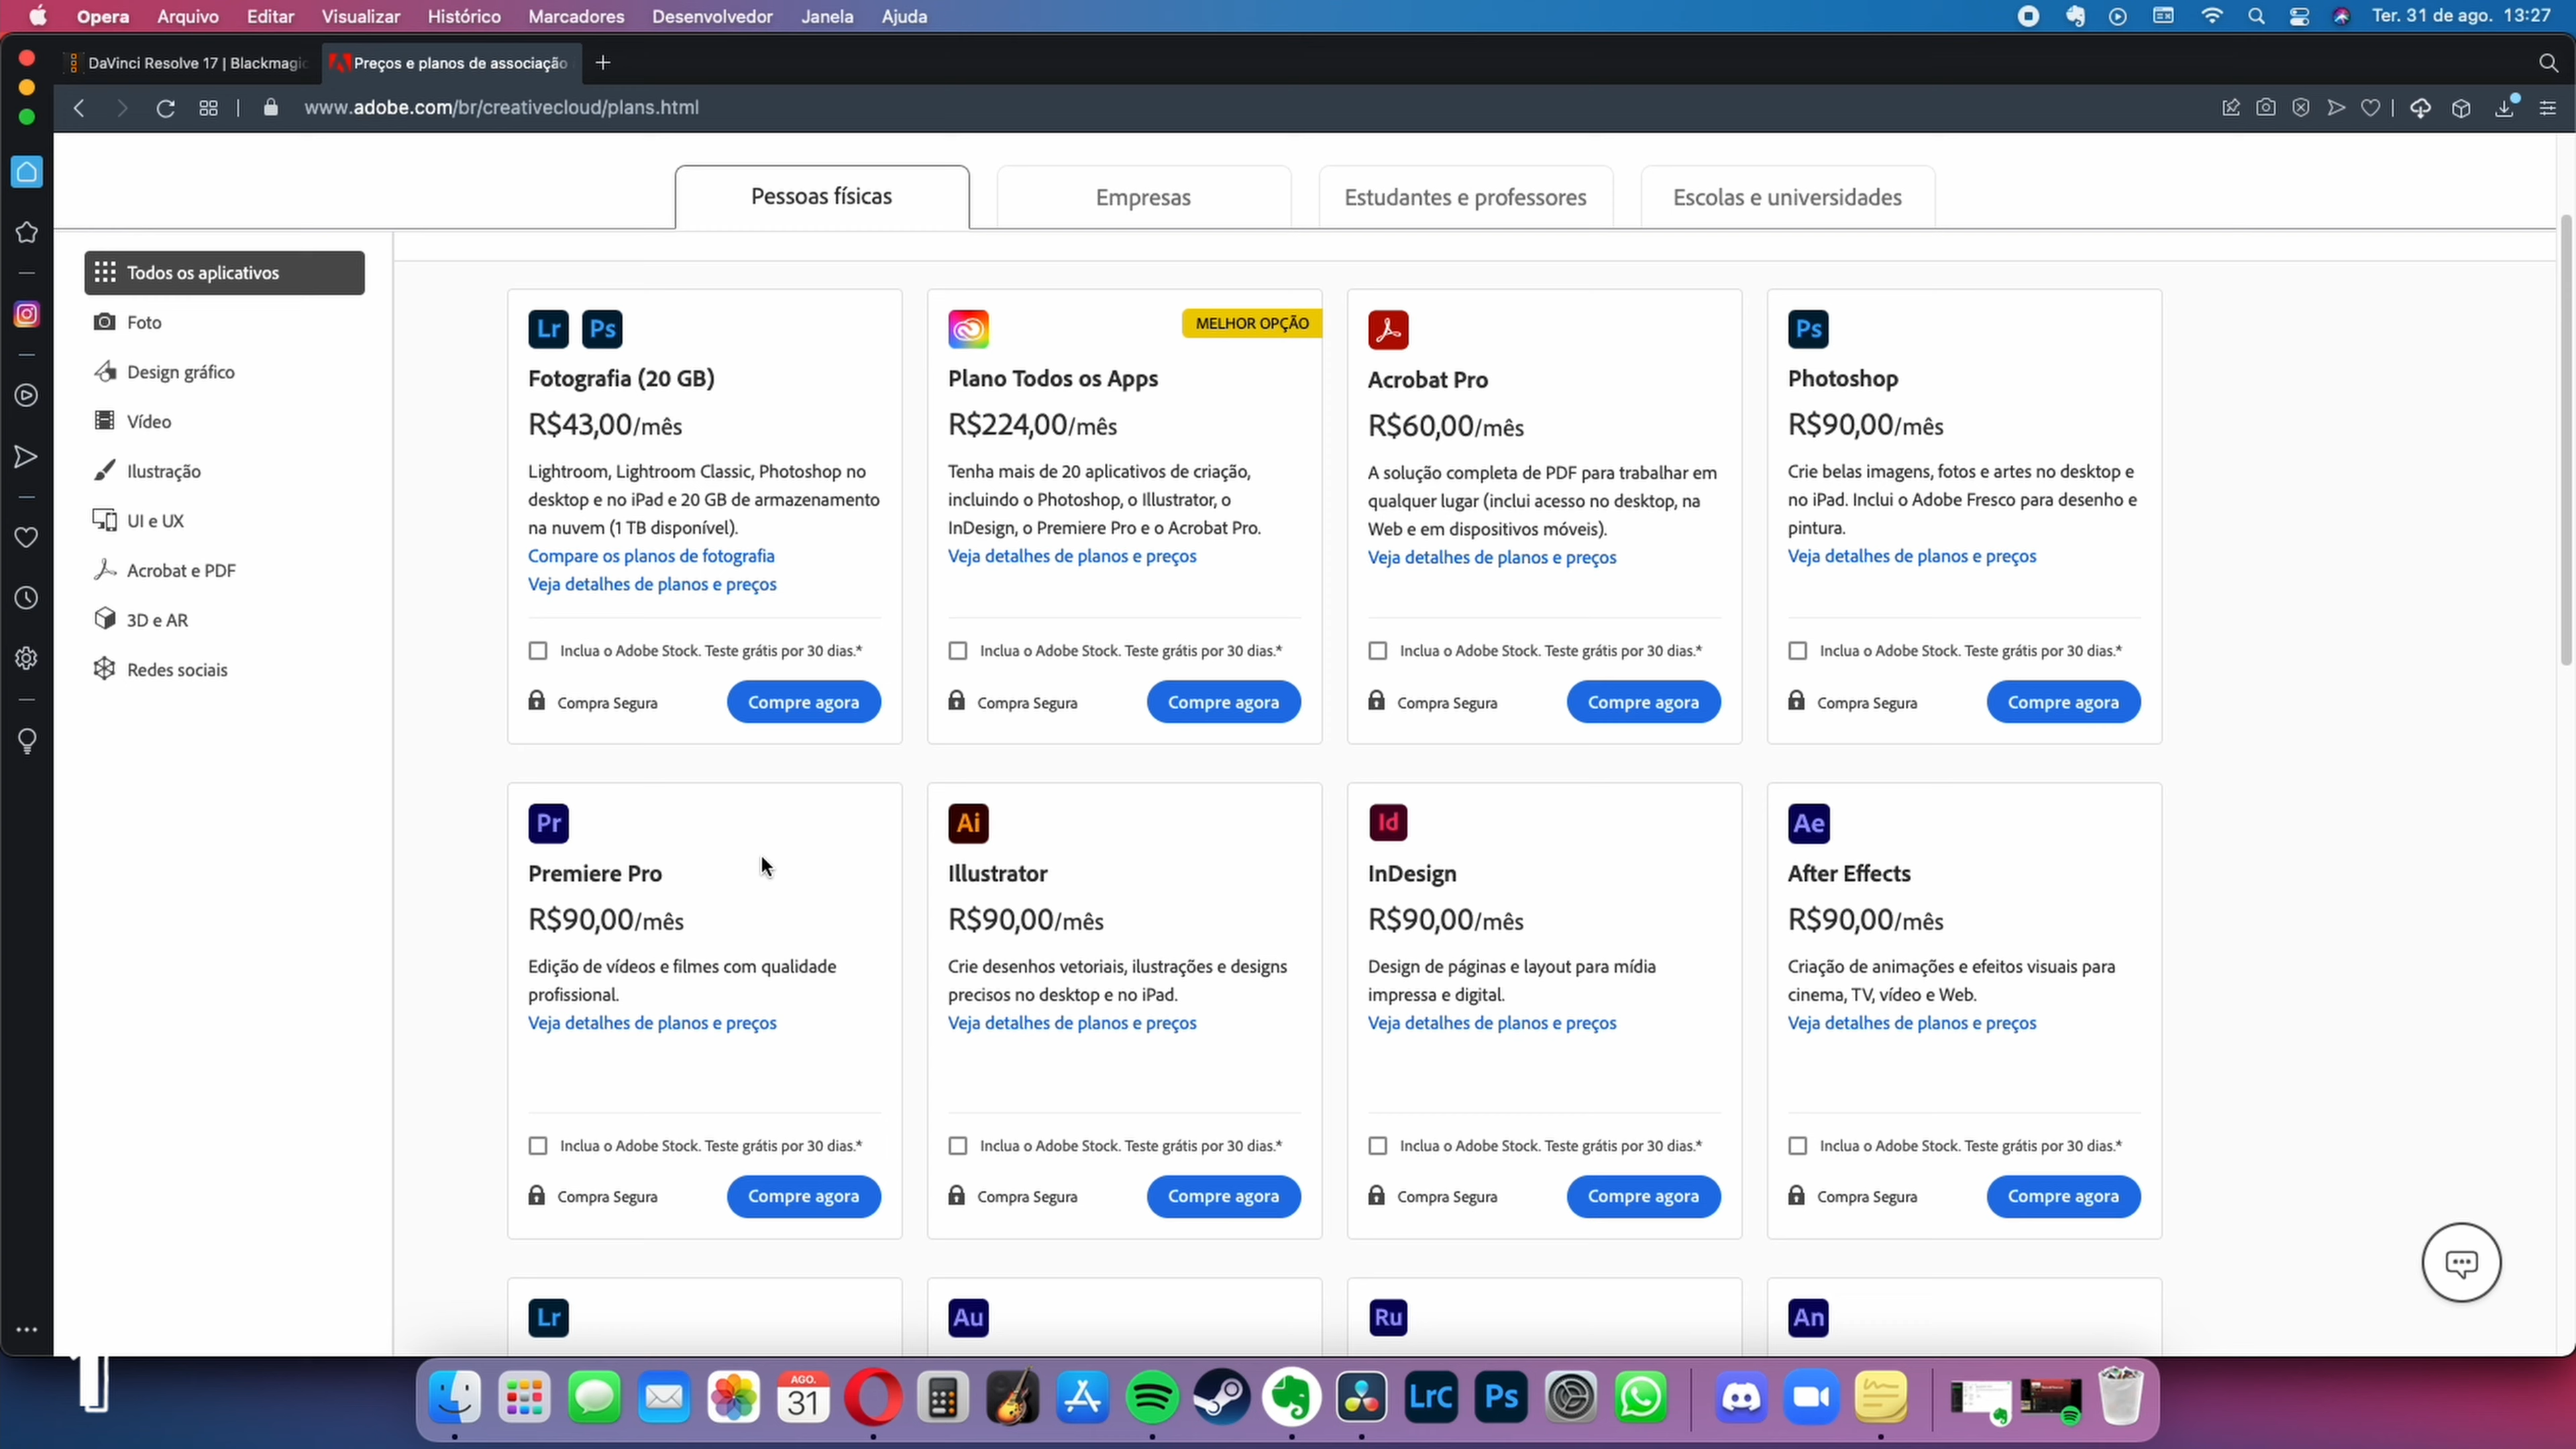 Opera Arquivo Editar Visualizar Histórico Marcadores Desenvolvedor Janela Ajuda Ter. 31 de ago. 13:27
DaVinci Resolve 17 | Blackmagic Preços e planos de associação
www.adobe.com/br/creativecloud/plans.html
Pessoas físicas Empresas Estudantes e professores Escolas e universidades
Todos os aplicativos
Foto
Design gráfico
Vídeo
Ilustração
UI e UX
Acrobat e PDF
3D e AR
Redes sociais
Lr Ps
Fotografia (20 GB)
R$43,00/mês
Lightroom, Lightroom Classic, Photoshop no
desktop e no iPad e 20 GB de armazenamento
na nuvem (1 TB disponível).
Compare os planos de fotografia
Veja detalhes de planos e preços
Inclua o Adobe Stock. Teste grátis por 30 dias.*
Compra Segura Compre agora
MELHOR OPÇÃO
Plano Todos os Apps
R$224,00/mês
Tenha mais de 20 aplicativos de criação,
incluindo o Photoshop, o Illustrator, o
InDesign, o Premiere Pro e o Acrobat Pro.
Veja detalhes de planos e preços
Inclua o Adobe Stock. Teste grátis por 30 dias.*
Compra Segura Compre agora
Acrobat Pro
R$60,00/mês
A solução completa de PDF para trabalhar em
qualquer lugar (inclui acesso no desktop, na
Web e em dispositivos móveis).
Veja detalhes de planos e preços
Inclua o Adobe Stock. Teste grátis por 30 dias.*
Compra Segura Compre agora
Ps
Photoshop
R$90,00/mês
Crie belas imagens, fotos e artes no desktop e
no iPad. Inclui o Adobe Fresco para desenho e
pintura.
Veja detalhes de planos e preços
Inclua o Adobe Stock. Teste grátis por 30 dias.*
Compra Segura Compre agora
Pr
Premiere Pro
R$90,00/mês
Edição de vídeos e filmes com qualidade
profissional.
Veja detalhes de planos e preços
Inclua o Adobe Stock. Teste grátis por 30 dias.*
Compra Segura Compre agora
Ai
Illustrator
R$90,00/mês
Crie desenhos vetoriais, ilustrações e designs
precisos no desktop e no iPad.
Veja detalhes de planos e preços
Inclua o Adobe Stock. Teste grátis por 30 dias.*
Compra Segura Compre agora
Id
InDesign
R$90,00/mês
Design de páginas e layout para mídia
impressa e digital.
Veja detalhes de planos e preços
Inclua o Adobe Stock. Teste grátis por 30 dias.*
Compra Segura Compre agora
Ae
After Effects
R$90,00/mês
Criação de animações e efeitos visuais para
cinema, TV, vídeo e Web.
Veja detalhes de planos e preços
Inclua o Adobe Stock. Teste grátis por 30 dias.*
Compra Segura Compre agora
Lr Au Ru An
AGO.
31
LrC Ps